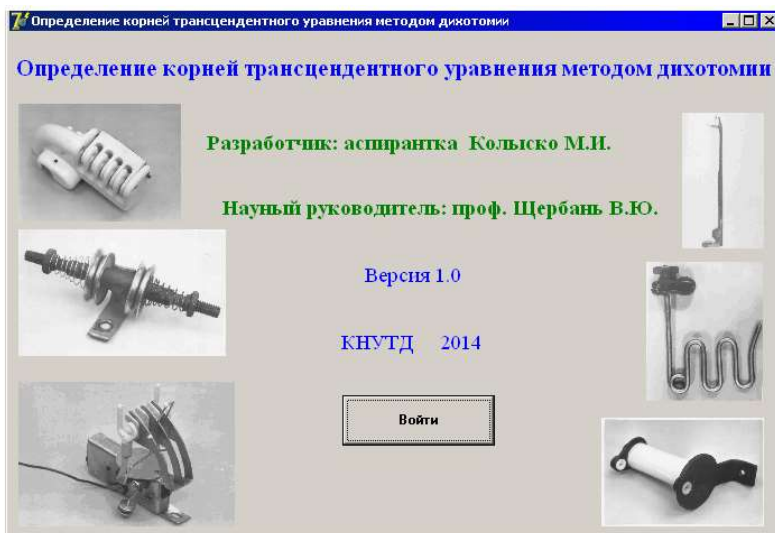 Определение корней трансцендентного уравнения методом дихотомии
Определение корней трансцендентного уравнения методом дихотомии
Разработчик: аспирантка Колыско М.И.
Науный руководитель: проф. Щербань В.Ю.
Версия 1.0
КНУТД 2014
Войти